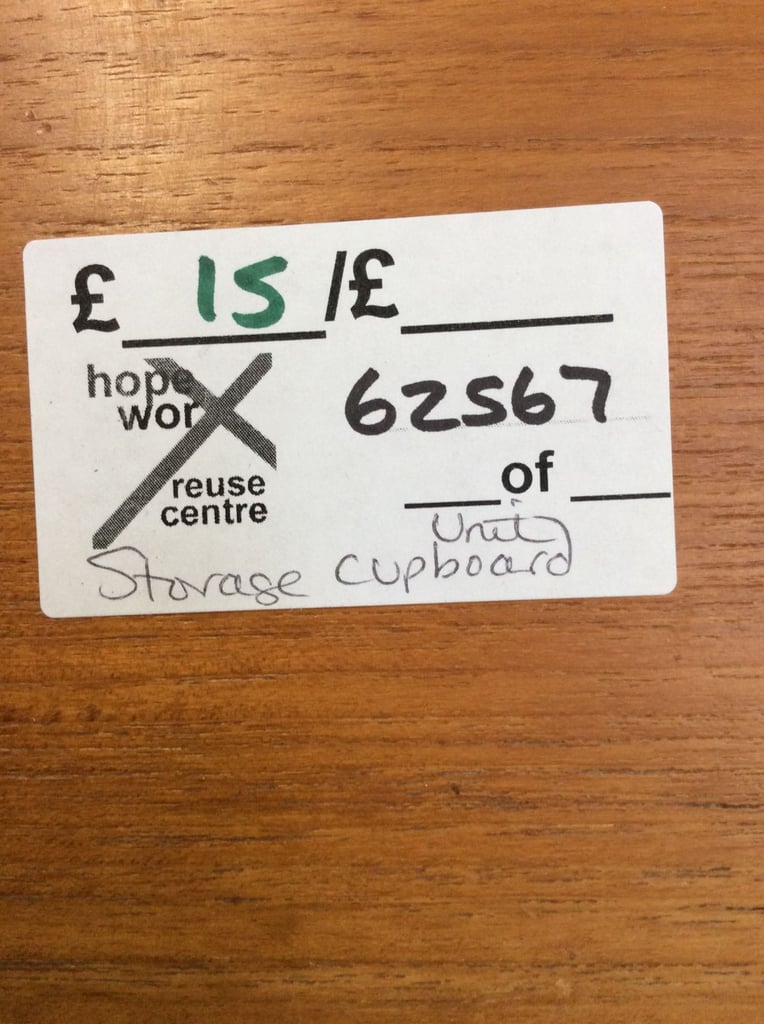 £ 15 /£
hope
wor
62567
reuse
centre
of
Unit
Storage Cupboard